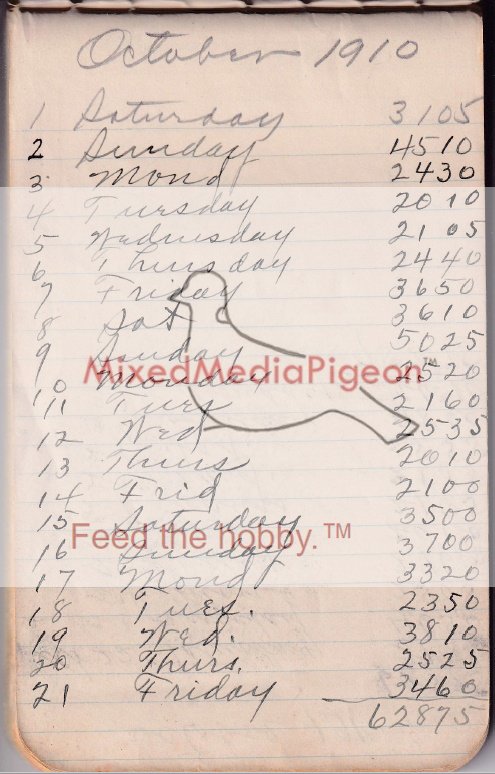 October 1910
1 Saturday 3105
2 Sunday 4510
3 Mond 2430
4 Tuesday 2010
5 Wednesday 2105
6 Thursday 2440
7 Friday 3650
8 Sat 3610
9 Sunday 5025
MixedMediaPigeon™
10 Monday 2520
11 Tues 2160
12 Wed 2535
13 Thurs 2010
14 Frid 2100
15 Saturday 3500
Feed the hobby.™
16 Sunday 3700
17 Mond 3320
18 Tues. 2350
19 Wed. 3810
20 Thurs. 2525
21 Friday 3460
62875